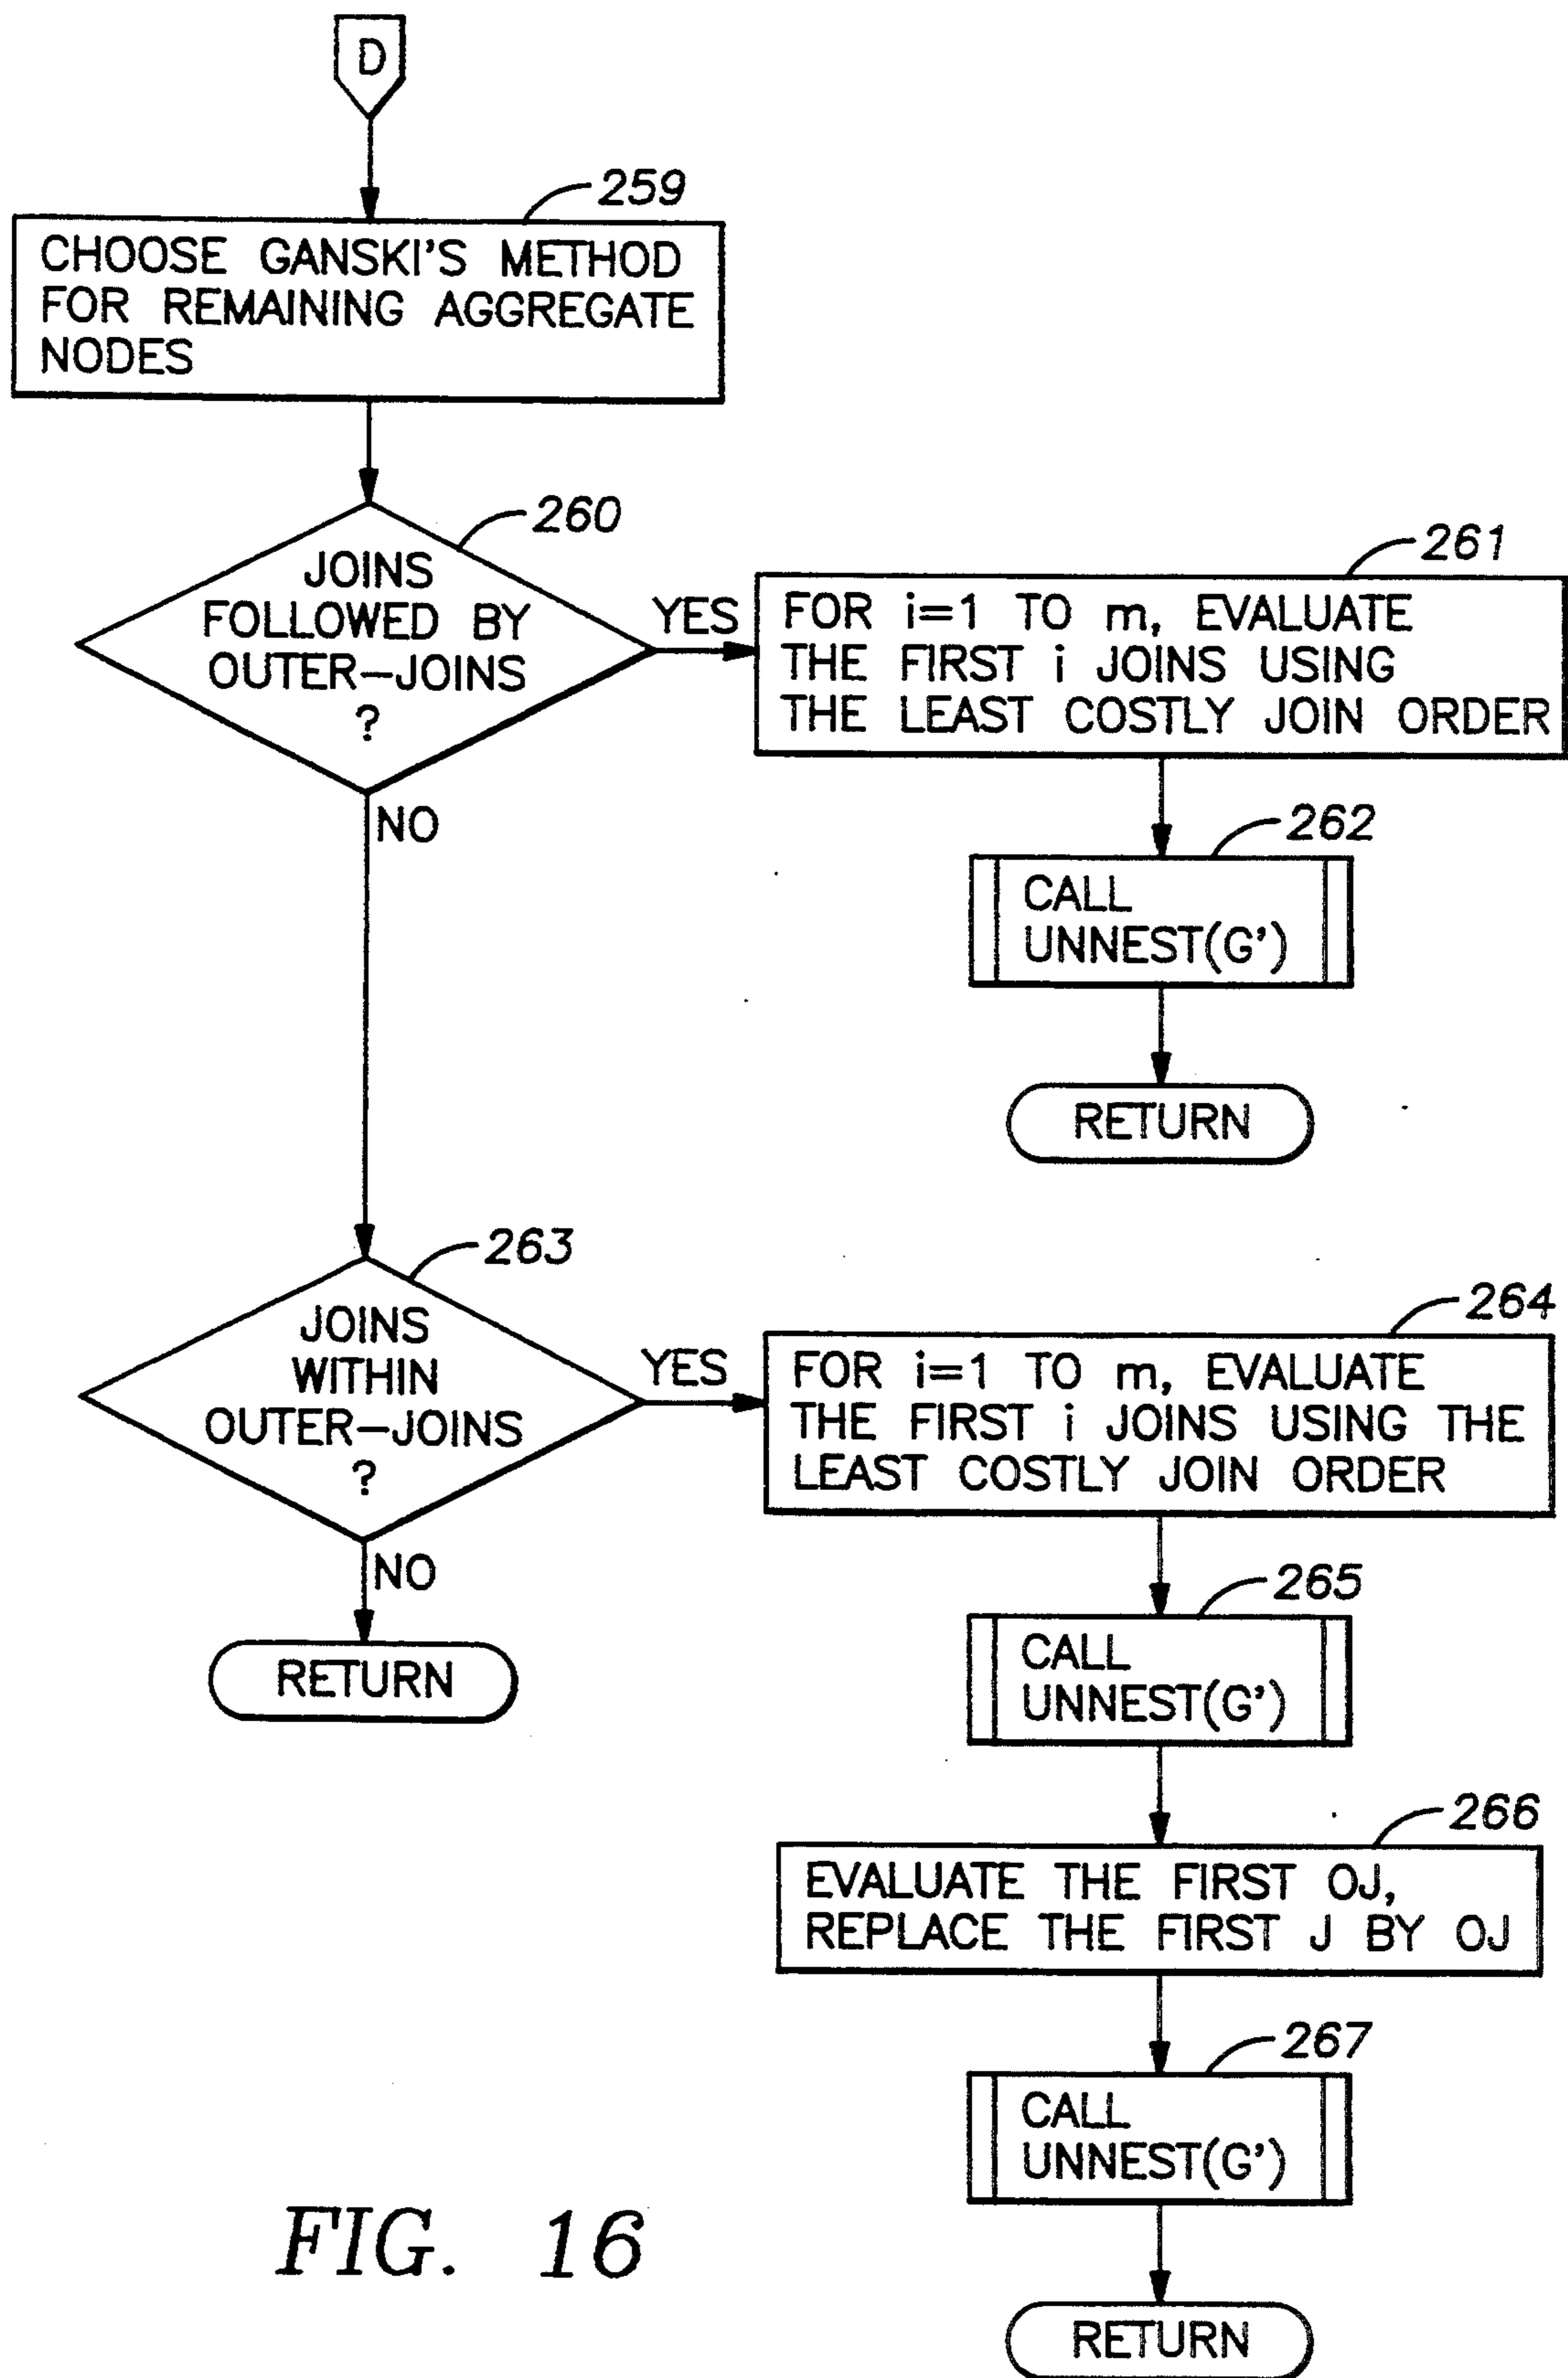 D
259
CHOOSE GANSKI'S METHOD
FOR REMAINING AGGREGATE
NODES
260
JOINS
FOLLOWED BY
OUTER-JOINS
?
YES
NO
261
FOR i=1 TO m, EVALUATE
THE FIRST i JOINS USING
THE LEAST COSTLY JOIN ORDER
262
CALL
UNNEST(G')
RETURN
263
JOINS
WITHIN
OUTER-JOINS
?
YES
NO
RETURN
264
FOR i=1 TO m, EVALUATE
THE FIRST i JOINS USING THE
LEAST COSTLY JOIN ORDER
265
CALL
UNNEST(G')
266
EVALUATE THE FIRST OJ,
REPLACE THE FIRST J BY OJ
267
CALL
UNNEST(G')
RETURN
FIG. 16